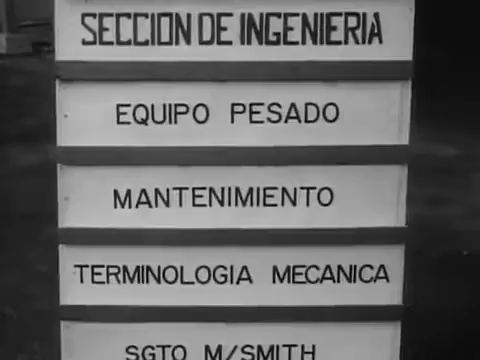 SECCION DE INGENIERIA
EQUIPO PESADO
MANTENIMIENTO
TERMINOLOGIA MECANICA
SGTO M/SMITH